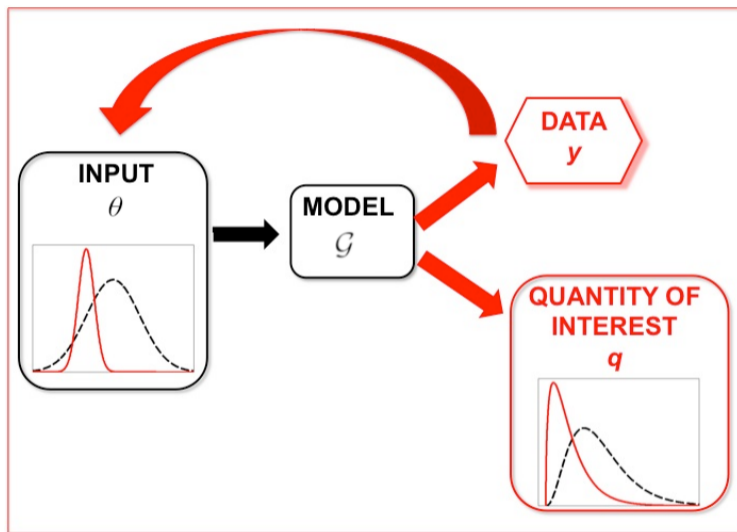 DATA
y
INPUT
θ
MODEL
𝒢
QUANTITY OF
INTEREST
q